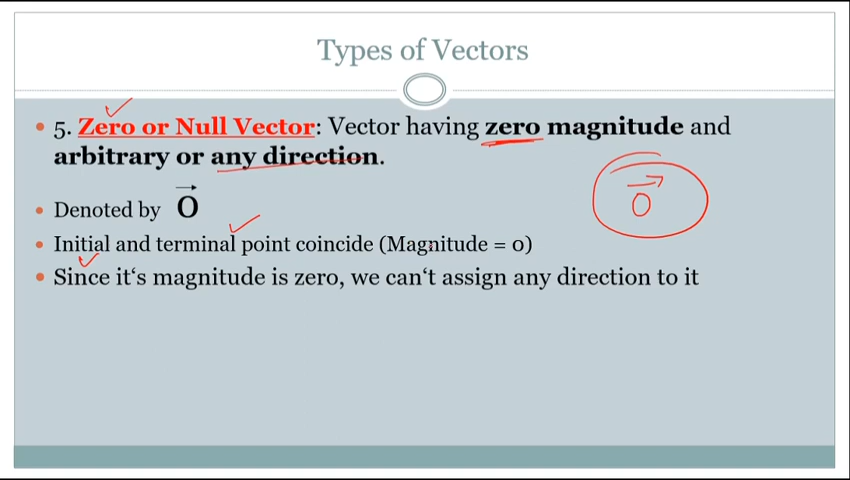 Types of Vectors
• 5. Zero or Null Vector: Vector having zero magnitude and
arbitrary or any direction.
• Denoted by O⃗
O⃗
• Initial and terminal point coincide (Magnitude = 0)
• Since it‘s magnitude is zero, we can‘t assign any direction to it